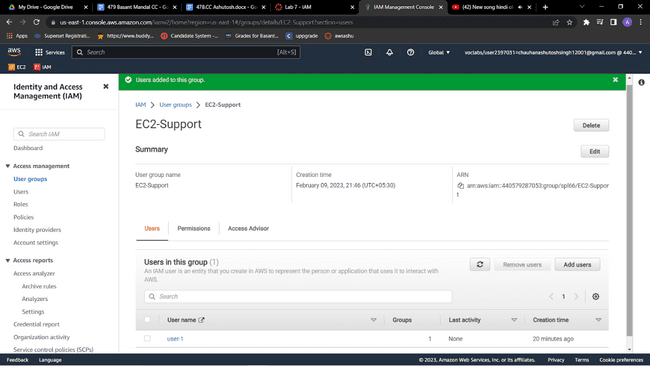 My Drive - Google Drive
479 Basant Mandal CC - Google
478.CC Ashutosh.docx - Google
Lab 7 - IAM
IAM Management Console
(42) New song hindi ol
us-east-1.console.aws.amazon.com/iamv2/home?region=us-east-1#/groups/details/EC2-Support?section=users
Apps
Superset Registrati...
https://www.buddy...
Candidate System -...
Grades for Basant...
uppgrade
awsashu
aws
Services
Search
[Alt+S]
Global
voclabs/user2397051=chauhanashutoshsingh12001@gmail.com @ 440...
EC2
IAM
Identity and Access Management (IAM)
Search IAM
Dashboard
Access management
User groups
Users
Roles
Policies
Identity providers
Account settings
Access reports
Access analyzer
Archive rules
Analyzers
Settings
Credential report
Organization activity
Service control policies (SCPs)
Users added to this group.
IAM > User groups > EC2-Support
EC2-Support
Delete
Summary
Edit
User group name
EC2-Support
Creation time
February 09, 2023, 21:46 (UTC+05:30)
ARN
arn:aws:iam::440579287053:group/spl66/EC2-Suppor
t
Users
Permissions
Access Advisor
Users in this group (1)
An IAM user is an entity that you create in AWS to represent the person or application that uses it to interact with
AWS.
Remove users
Add users
Search
1
User name
Groups
Last activity
Creation time
user-1
1
None
20 minutes ago
Feedback
Language
© 2023, Amazon Web Services, Inc. or its affiliates.
Privacy
Terms
Cookie preferences